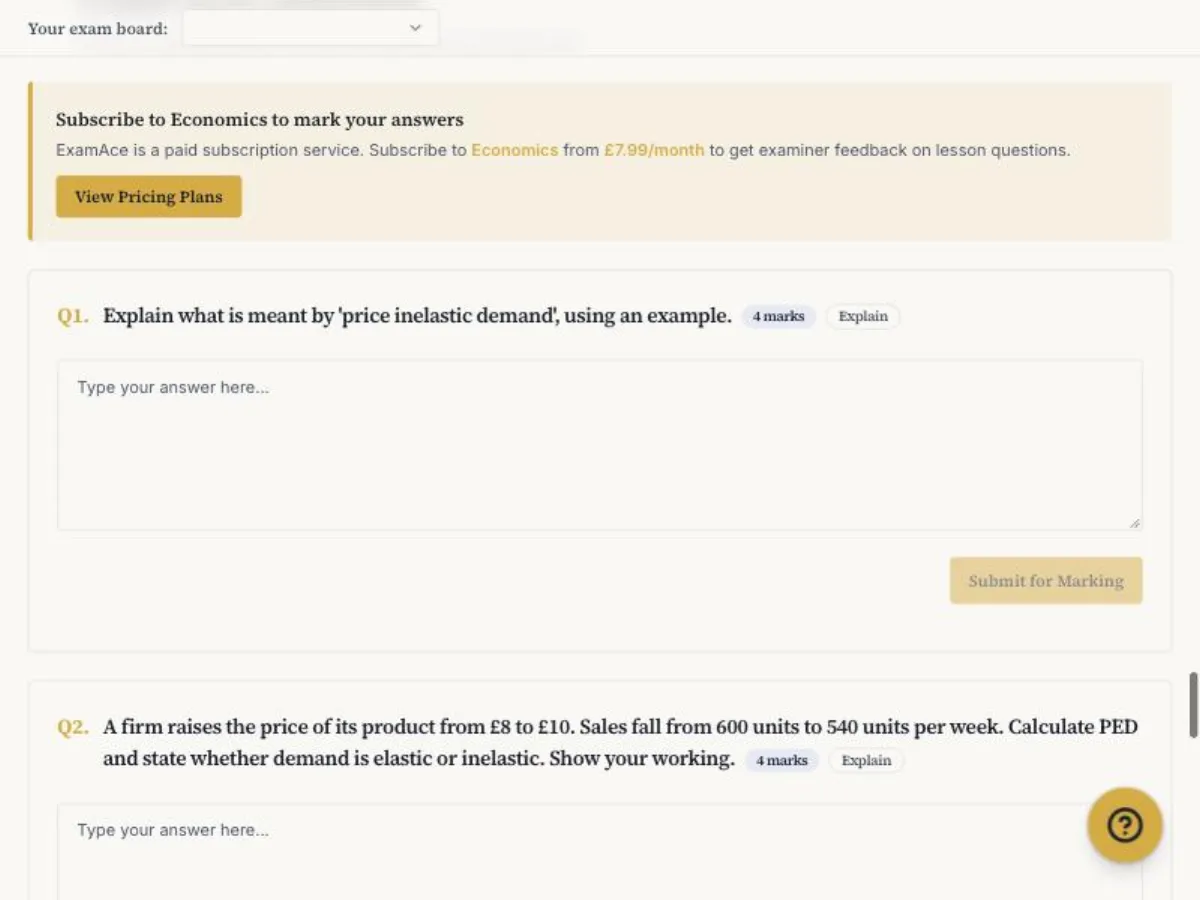 Your exam board:
Subscribe to Economics to mark your answers
ExamAce is a paid subscription service. Subscribe to Economics from £7.99/month to get examiner feedback on lesson questions.
View Pricing Plans
Q1. Explain what is meant by 'price inelastic demand', using an example. 4 marks Explain
Type your answer here...
Submit for Marking
Q2. A firm raises the price of its product from £8 to £10. Sales fall from 600 units to 540 units per week. Calculate PED
and state whether demand is elastic or inelastic. Show your working. 4 marks Explain
Type your answer here...